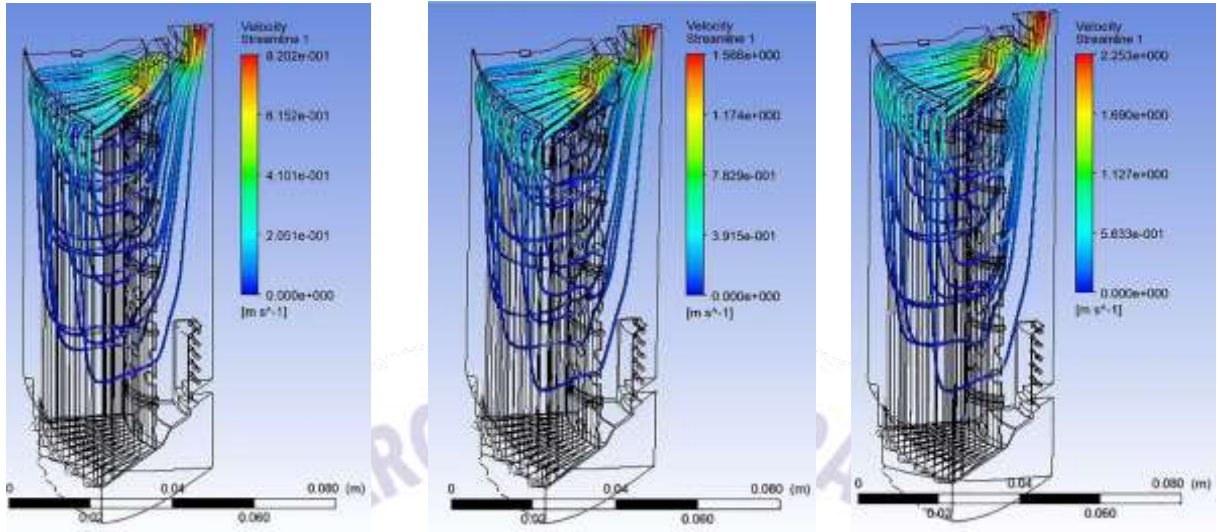 Velocity
Streamline 1
8.202e-001
6.152e-001
4.101e-001
2.051e-001
0.000e+000
[m s^-1]
0 0.04 0.080 (m)
0.02 0.060
Velocity
Streamline 1
1.566e+000
1.174e+000
7.829e-001
3.915e-001
0.000e+000
[m s^-1]
0 0.04 0.080 (m)
0.02 0.060
Velocity
Streamline 1
2.253e+000
1.690e+000
1.127e+000
5.633e-001
0.000e+000
[m s^-1]
0 0.04 0.080 (m)
0.02 0.060